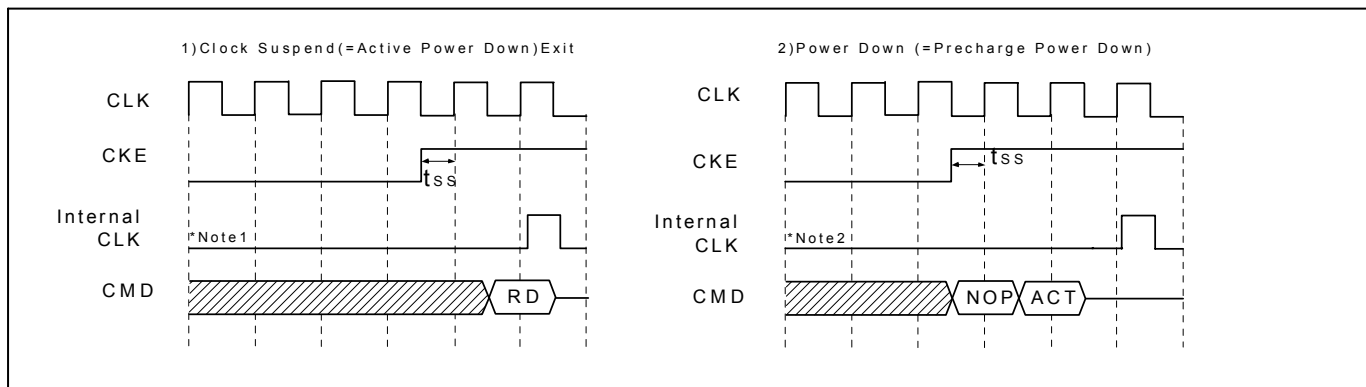 1)Clock Suspend(=Active Power Down)Exit
CLK
CKE
tss
Internal
CLK
*Note1
CMD
RD
2)Power Down (=Precharge Power Down)
CLK
CKE
tss
Internal
CLK
*Note2
CMD
NOP
ACT